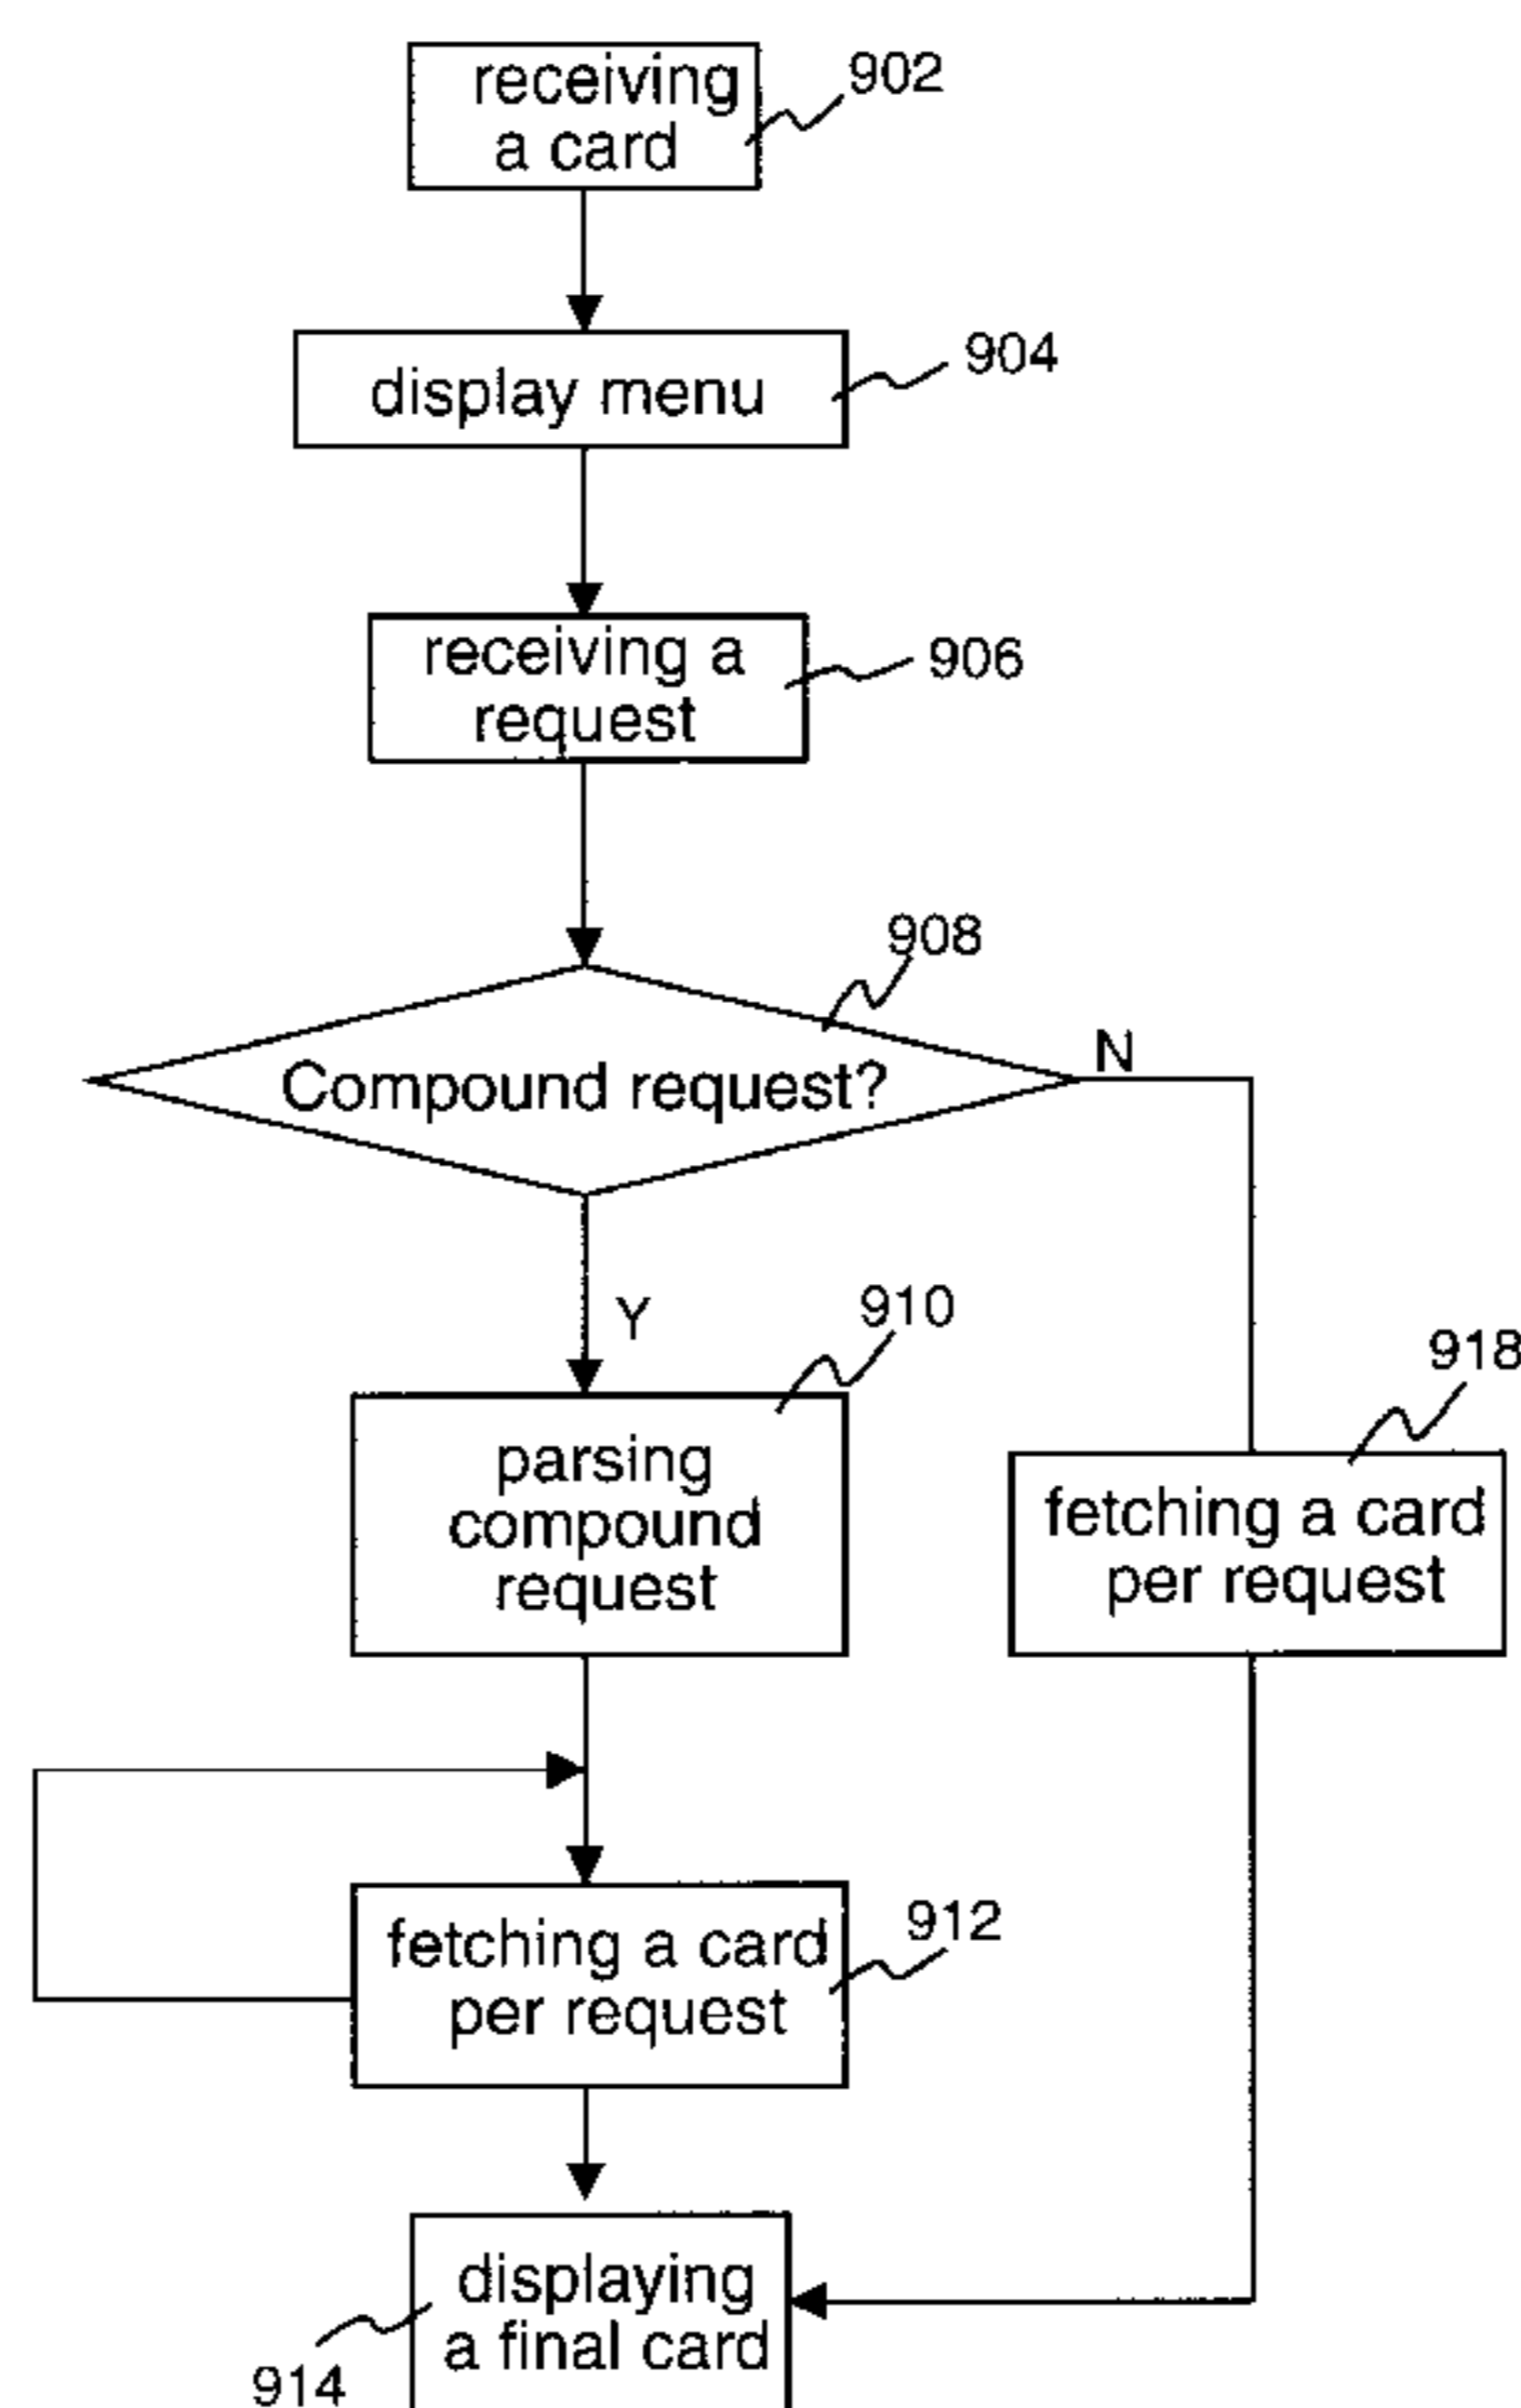 receiving
a card
902
display menu
904
receiving a
request
906
908
Compound request?
N
Y
910
parsing
compound
request
918
fetching a card
per request
fetching a card
per request
912
displaying
a final card
914